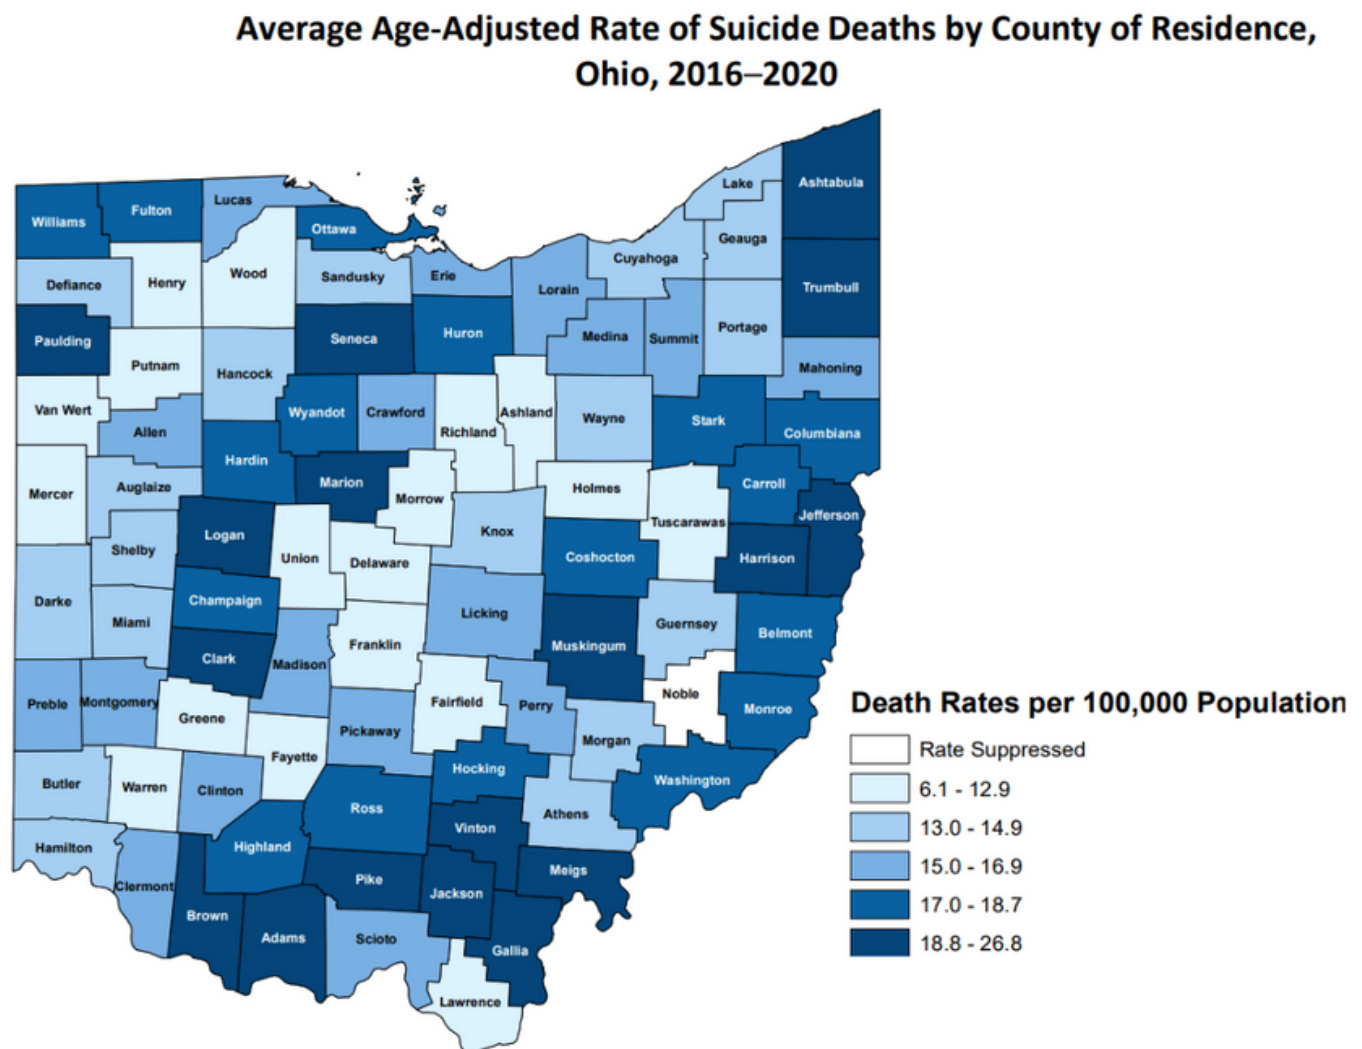 Average Age-Adjusted Rate of Suicide Deaths by County of Residence,
Ohio, 2016–2020
Williams
Fulton
Lucas
Ottawa
Lake
Ashtabula
Geauga
Cuyahoga
Defiance
Henry
Wood
Sandusky
Erie
Lorain
Trumbull
Paulding
Seneca
Huron
Medina
Summit
Portage
Putnam
Hancock
Mahoning
Van Wert
Allen
Wyandot
Crawford
Richland
Ashland
Wayne
Stark
Columbiana
Mercer
Auglaize
Hardin
Marion
Morrow
Holmes
Carroll
Jefferson
Tuscarawas
Logan
Union
Knox
Shelby
Delaware
Coshocton
Harrison
Darke
Miami
Champaign
Licking
Guernsey
Belmont
Clark
Madison
Franklin
Muskingum
Preble
Montgomery
Greene
Fairfield
Perry
Noble
Monroe
Fayette
Pickaway
Morgan
Butler
Warren
Clinton
Hocking
Washington
Ross
Vinton
Athens
Hamilton
Highland
Meigs
Clermont
Pike
Jackson
Brown
Adams
Scioto
Gallia
Lawrence
Death Rates per 100,000 Population
Rate Suppressed
6.1 - 12.9
13.0 - 14.9
15.0 - 16.9
17.0 - 18.7
18.8 - 26.8